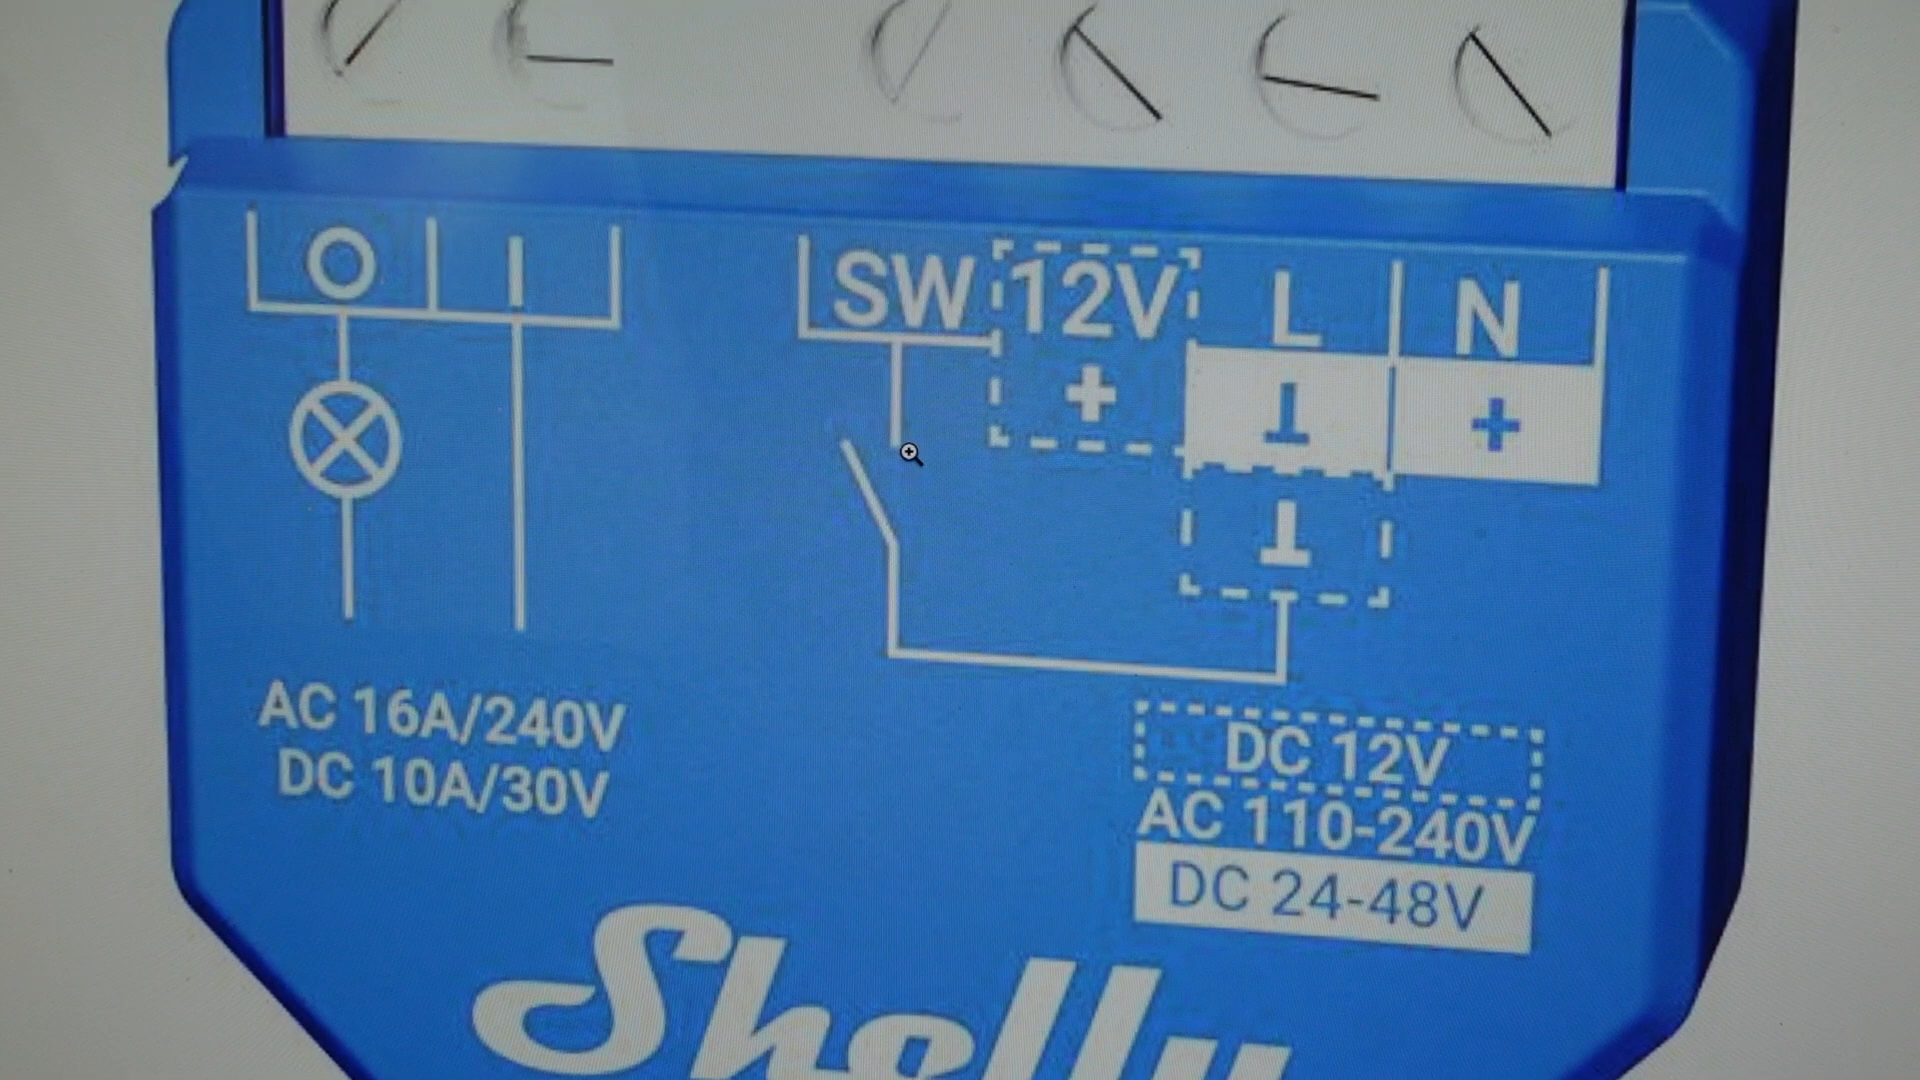 O I SW 12V L N
+ ⊥ +
⊥
AC 16A/240V
DC 10A/30V
DC 12V
AC 110-240V
DC 24-48V
Shelly